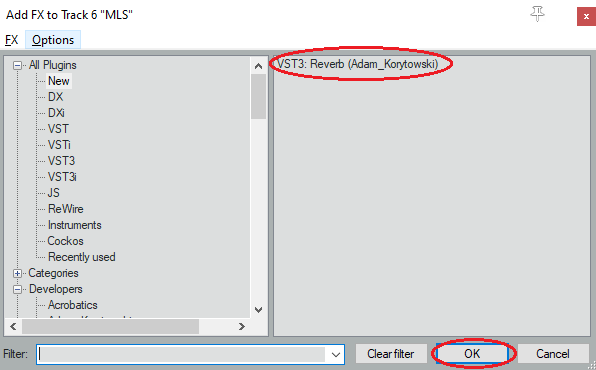 Add FX to Track 6 "MLS"
x
FX Options
All Plugins
New
DX
DXi
VST
VSTi
VST3
VST3i
JS
ReWire
Instruments
Cockos
Recently used
Categories
Developers
Acrobatics
VST3: Reverb (Adam_Korytowski)
Filter:
Clear filter
OK
Cancel